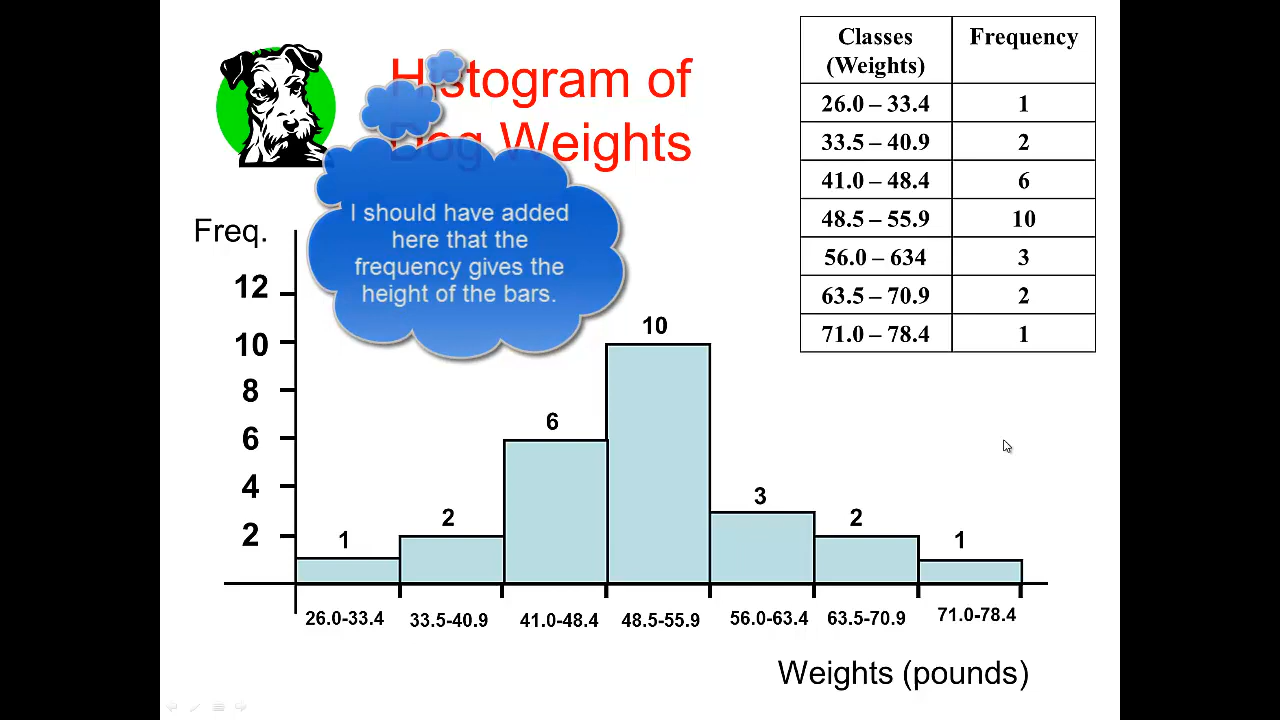 Histogram of
Dog Weights
Classes
(Weights)
Frequency
26.0 – 33.4 1
33.5 – 40.9 2
41.0 – 48.4 6
48.5 – 55.9 10
56.0 – 634 3
63.5 – 70.9 2
71.0 – 78.4 1
I should have added
here that the
frequency gives the
height of the bars.
Freq.
12
10
8
6
4
2
1
2
6
10
3
2
1
26.0-33.4 33.5-40.9 41.0-48.4 48.5-55.9 56.0-63.4 63.5-70.9 71.0-78.4
Weights (pounds)